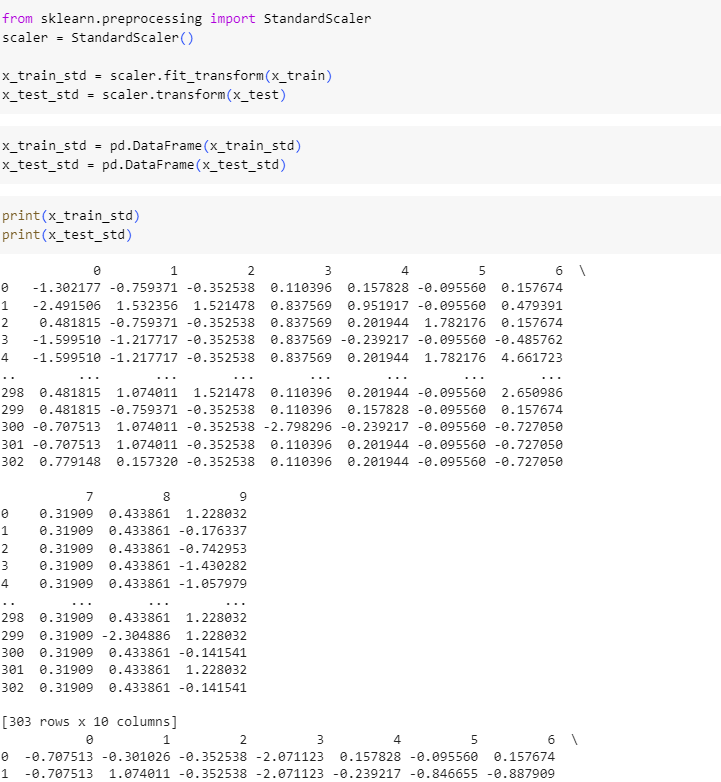 from sklearn.preprocessing import StandardScaler
scaler = StandardScaler()
x_train_std = scaler.fit_transform(x_train)
x_test_std = scaler.transform(x_test)
x_train_std = pd.DataFrame(x_train_std)
x_test_std = pd.DataFrame(x_test_std)
print(x_train_std)
print(x_test_std)
0 1 2 3 4 5 6 \
0 -1.302177 -0.759371 -0.352538 0.110396 0.157828 -0.095560 0.157674
1 -2.491506 1.532356 1.521478 0.837569 0.951917 -0.095560 0.479391
2 0.481815 -0.759371 -0.352538 0.837569 0.201944 1.782176 0.157674
3 -1.599510 -1.217717 -0.352538 0.837569 -0.239217 -0.095560 -0.485762
4 -1.599510 -1.217717 -0.352538 0.837569 0.201944 1.782176 4.661723
.. ... ... ... ... ... ... ...
298 0.481815 1.074011 1.521478 0.110396 0.201944 -0.095560 2.650986
299 0.481815 -0.759371 -0.352538 0.110396 0.157828 -0.095560 0.157674
300 -0.707513 1.074011 -0.352538 -2.798296 -0.239217 -0.095560 -0.727050
301 -0.707513 1.074011 -0.352538 0.110396 0.201944 -0.095560 -0.727050
302 0.779148 0.157320 -0.352538 0.110396 0.201944 -0.095560 -0.727050
7 8 9
0 0.31909 0.433861 1.228032
1 0.31909 0.433861 -0.176337
2 0.31909 0.433861 -0.742953
3 0.31909 0.433861 -1.430282
4 0.31909 0.433861 -1.057979
.. ... ... ...
298 0.31909 0.433861 1.228032
299 0.31909 -2.304886 1.228032
300 0.31909 0.433861 -0.141541
301 0.31909 0.433861 1.228032
302 0.31909 0.433861 -0.141541
[303 rows x 10 columns]
0 1 2 3 4 5 6 \
0 -0.707513 -0.301026 -0.352538 -2.071123 0.157828 -0.095560 0.157674
1 -0.707513 1.074011 -0.352538 -2.071123 -0.239217 -0.846655 -0.887909